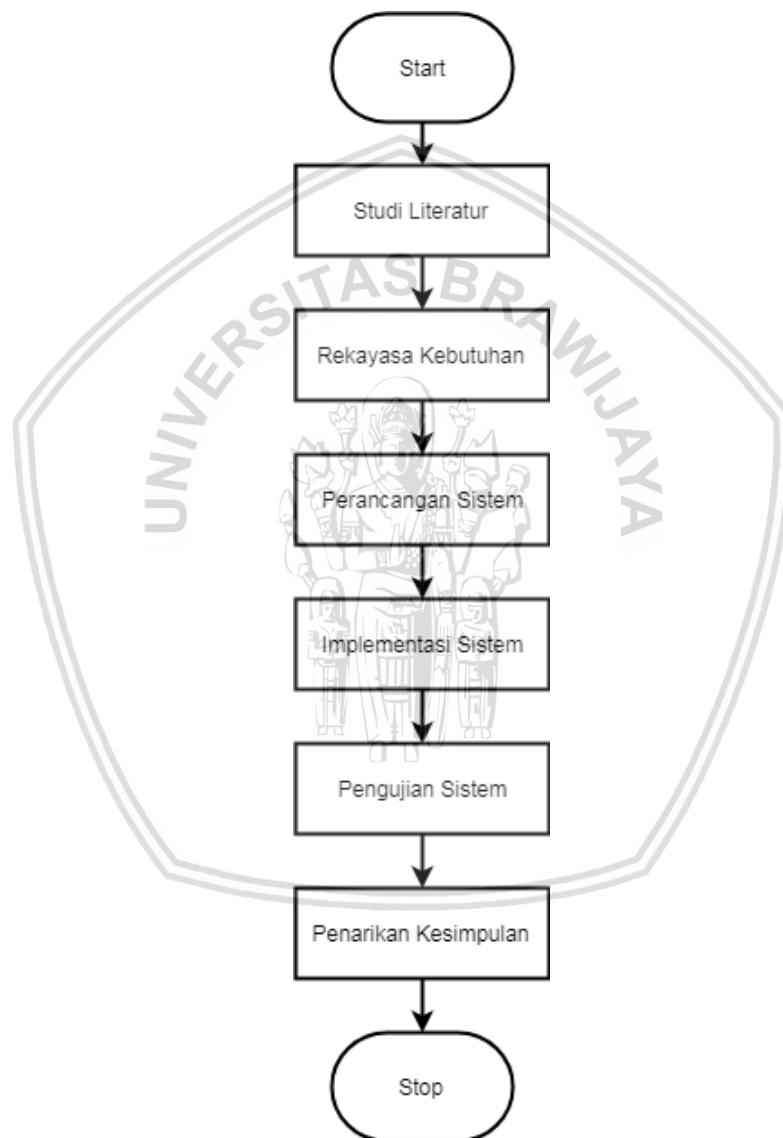 Start
Studi Literatur
UNIVERSITAS BRAWIJAYA
Rekayasa Kebutuhan
Perancangan Sistem
Implementasi Sistem
Pengujian Sistem
Penarikan Kesimpulan
Stop